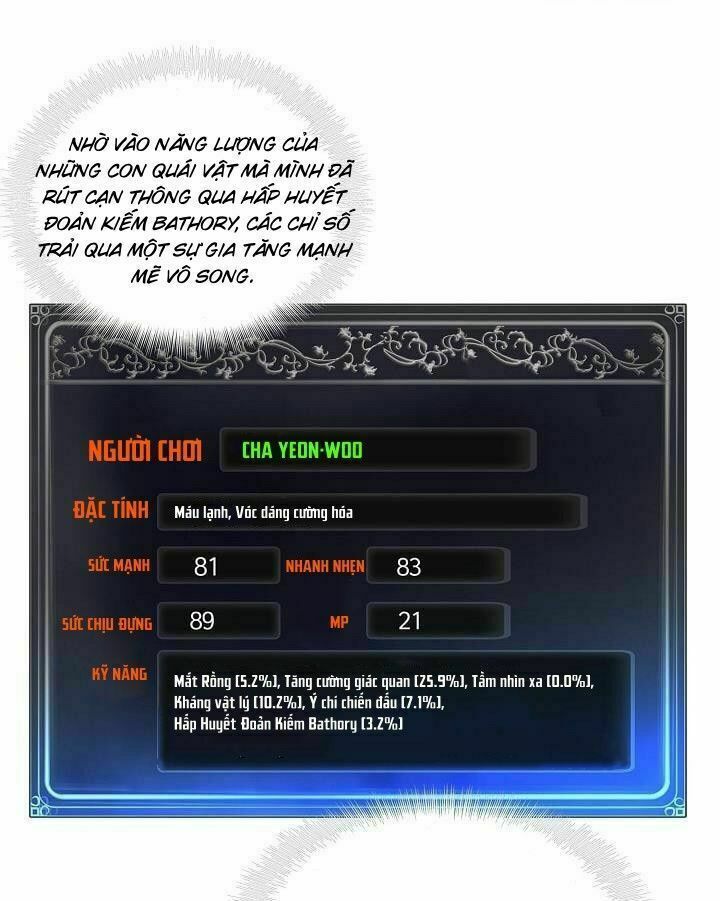 NHỜ VÀO NĂNG LƯỢNG CỦA
NHỮNG CON QUÁI VẬT MÀ MÌNH ĐÃ
RÚT CẠN THÔNG QUA HẤP HUYẾT
ĐOẢN KIẾM BATHORY, CÁC CHỈ SỐ
TRẢI QUA MỘT SỰ GIA TĂNG MẠNH
MẼ VÔ SONG.
NGƯỜI CHƠI CHA YEON-WOO
ĐẶC TÍNH Máu lạnh, Vóc dáng cường hóa
SỨC MẠNH 81 NHANH NHẸN 83
SỨC CHỊU ĐỰNG 89 MP 21
KỸ NĂNG Mắt Rồng (5.2%), Tăng cường giác quan (25.9%), Tầm nhìn xa (0.0%),
Kháng vật lý (10.2%), Ý chí chiến đấu (7.1%),
Hấp Huyết Đoản Kiếm Bathory (3.2%)